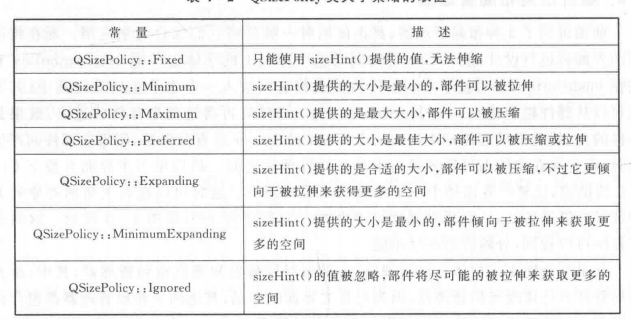 常 量 描 述
QSizePolicy::Fixed 只能使用 sizeHint()提供的值,无法伸缩
QSizePolicy::Minimum sizeHint()提供的大小是最小的,部件可以被拉伸
QSizePolicy::Maximum sizeHint()提供的是最大大小,部件可以被压缩
QSizePolicy::Preferred sizeHint()提供的大小是最佳大小,部件可以被压缩或拉伸
QSizePolicy::Expanding sizeHint()提供的是合适的大小,部件可以被压缩,不过它更
倾向于被拉伸来获得更多的空间
QSizePolicy::MinimumExpanding sizeHint()提供的大小是最小的,部件倾向于被拉伸来获取更
多的空间
QSizePolicy::Ignored sizeHint()的值被忽略,部件将尽可能的被拉伸来获取更多的
空间